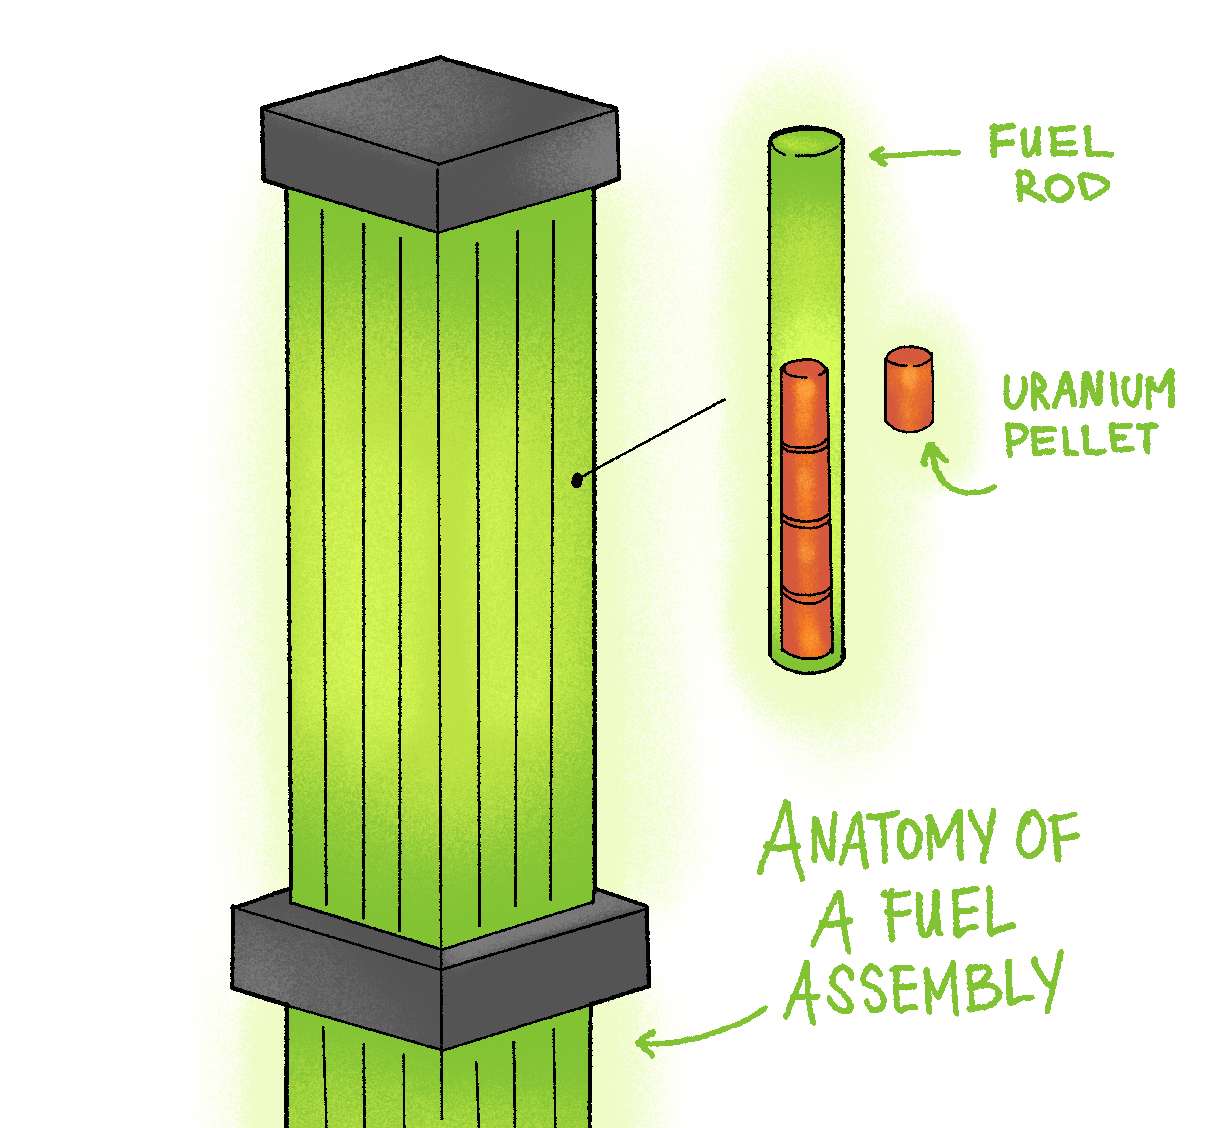 FUEL
ROD
URANIUM
PELLET
ANATOMY OF
A FUEL
ASSEMBLY